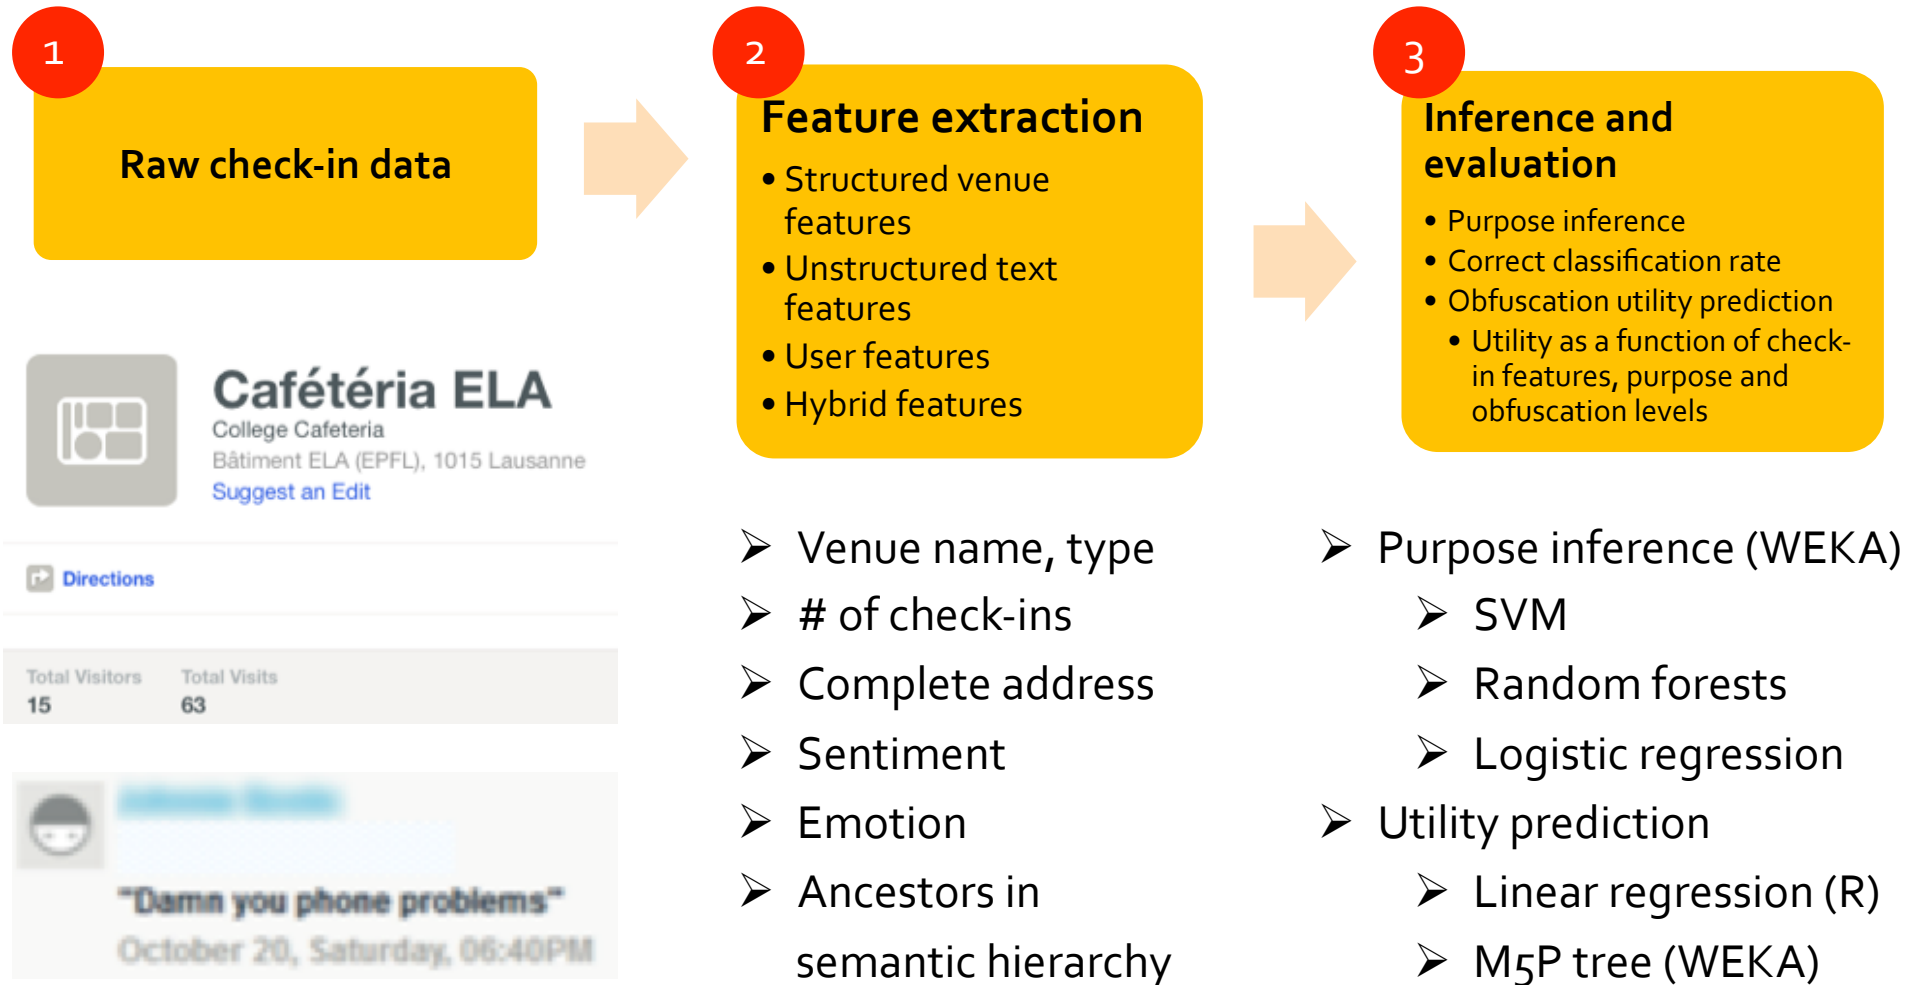 1
Raw check-in data
Cafétéria ELA
College Cafeteria
Bâtiment ELA (EPFL), 1015 Lausanne
Suggest an Edit
Directions
Total Visitors Total Visits
15 63
"Damn you phone problems"
October 20, Saturday, 06:40PM
2
Feature extraction
• Structured venue
features
• Unstructured text
features
• User features
• Hybrid features
➢ Venue name, type
➢ # of check-ins
➢ Complete address
➢ Sentiment
➢ Emotion
➢ Ancestors in
semantic hierarchy
3
Inference and
evaluation
• Purpose inference
• Correct classification rate
• Obfuscation utility prediction
• Utility as a function of check-
in features, purpose and
obfuscation levels
➢ Purpose inference (WEKA)
➢ SVM
➢ Random forests
➢ Logistic regression
➢ Utility prediction
➢ Linear regression (R)
➢ M5P tree (WEKA)